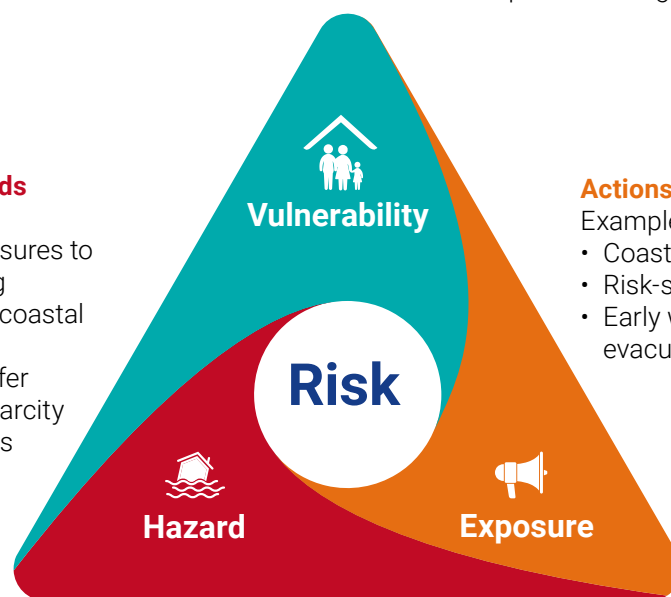 ds
sures to
g
coastal
fer
arcity
s
Vulnerability
Risk
Hazard
Exposure
Actions
Example
• Coast
• Risk-s
• Early
evacu